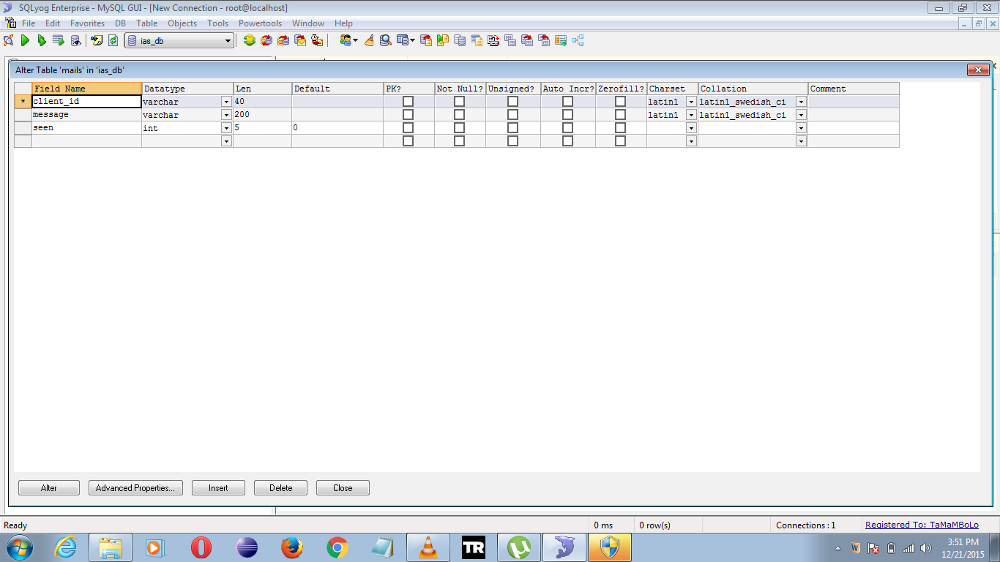 SQLyog Enterprise - MySQL GUI - [New Connection - root@localhost]
File Edit Favorites DB Table Objects Tools Powertools Window Help
ias_db
Alter Table 'mails' in 'ias_db'
Field Name Datatype Len Default PK? Not Null? Unsigned? Auto Incr? Zerofill? Charset Collation Comment
* client_id varchar 40 latin1 latin1_swedish_ci
message varchar 200 latin1 latin1_swedish_ci
seen int 5 0
Alter Advanced Properties... Insert Delete Close
Ready 0 ms 0 row(s) Connections : 1 Registered To: TaMaMBoLo
TR
3:51 PM
12/21/2015